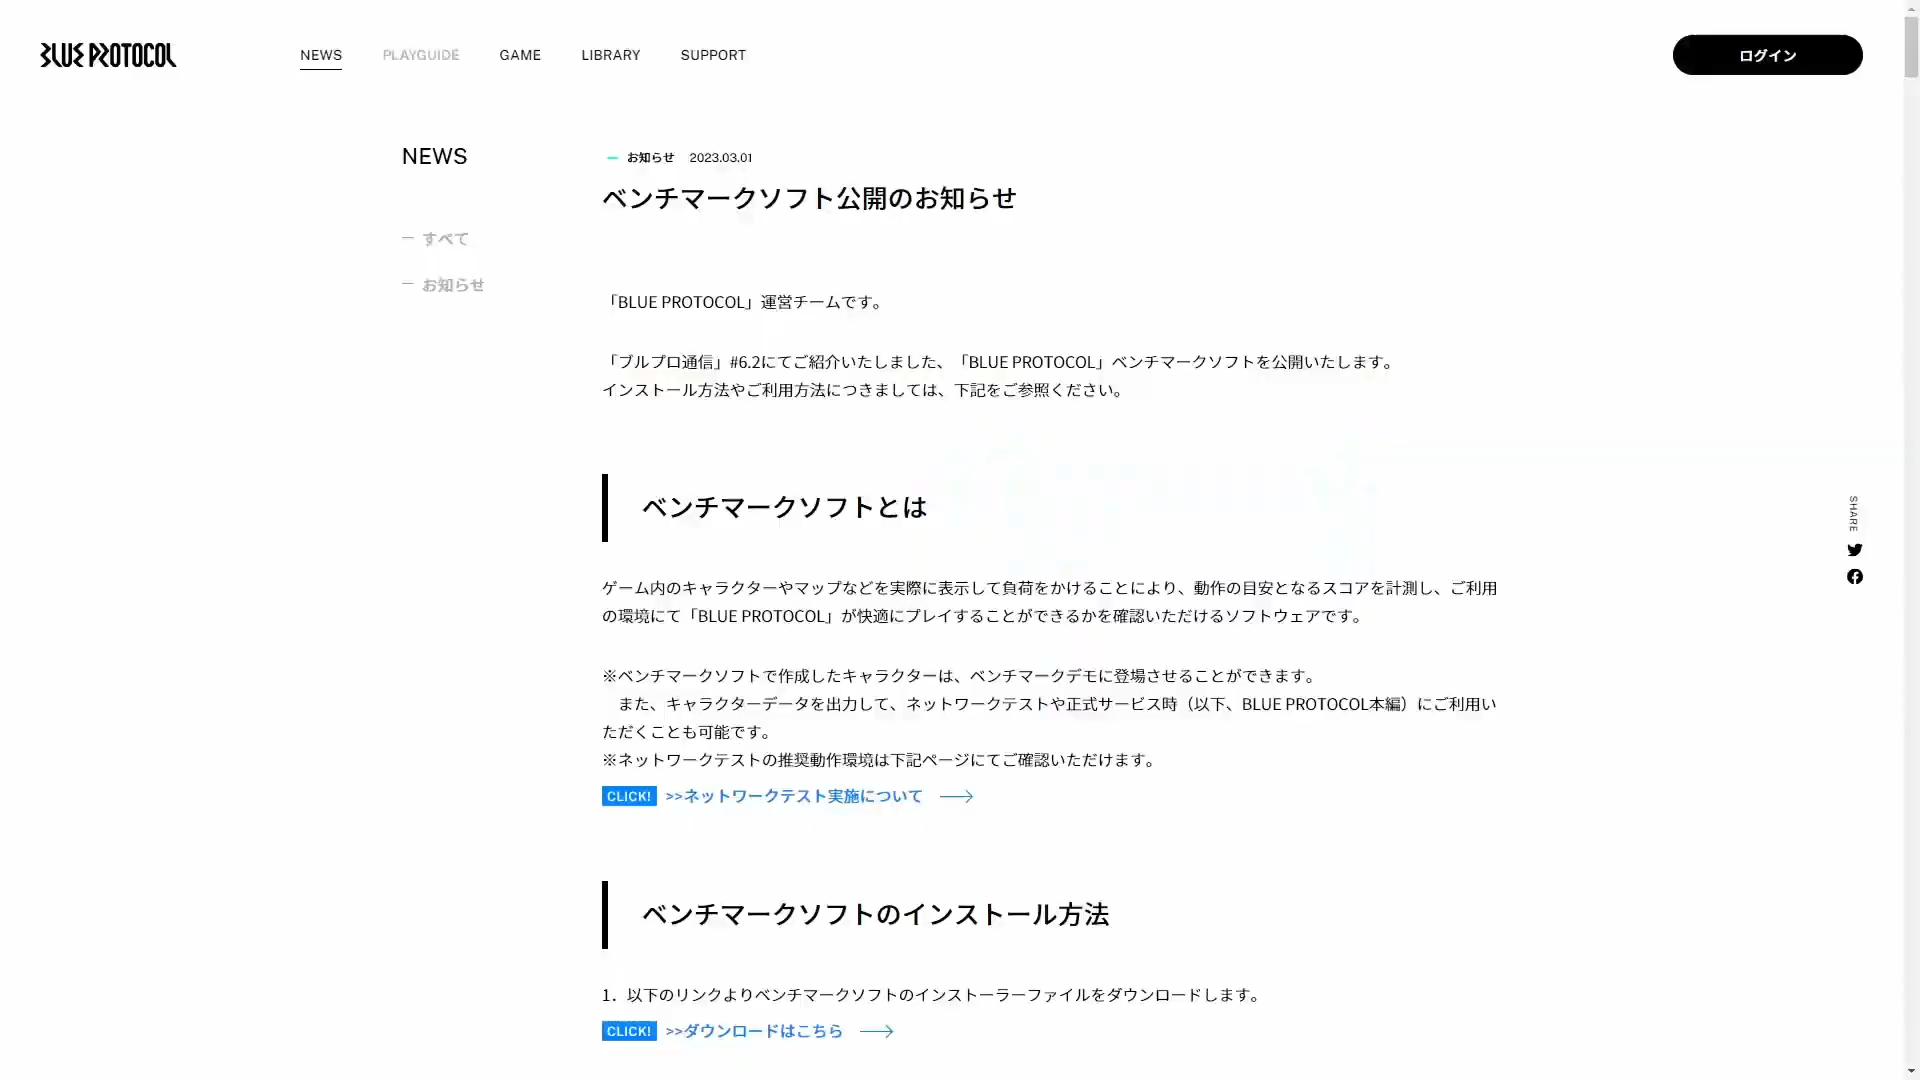 BLUE PROTOCOL
NEWS PLAYGUIDE GAME LIBRARY SUPPORT
ログイン
NEWS
すべて
お知らせ
お知らせ 2023.03.01
ベンチマークソフト公開のお知らせ
「BLUE PROTOCOL」運営チームです。
「ブルプロ通信」#6.2にてご紹介いたしました、「BLUE PROTOCOL」ベンチマークソフトを公開いたします。
インストール方法やご利用方法につきましては、下記をご参照ください。
ベンチマークソフトとは
ゲーム内のキャラクターやマップなどを実際に表示して負荷をかけることにより、動作の目安となるスコアを計測し、ご利用
の環境にて「BLUE PROTOCOL」が快適にプレイすることができるかを確認いただけるソフトウェアです。
※ベンチマークソフトで作成したキャラクターは、ベンチマークデモに登場させることができます。
また、キャラクターデータを出力して、ネットワークテストや正式サービス時（以下、BLUE PROTOCOL本編）にご利用い
ただくことも可能です。
※ネットワークテストの推奨動作環境は下記ページにてご確認いただけます。
CLICK! >>ネットワークテスト実施について
ベンチマークソフトのインストール方法
1．以下のリンクよりベンチマークソフトのインストーラーファイルをダウンロードします。
CLICK! >>ダウンロードはこちら
SHARE